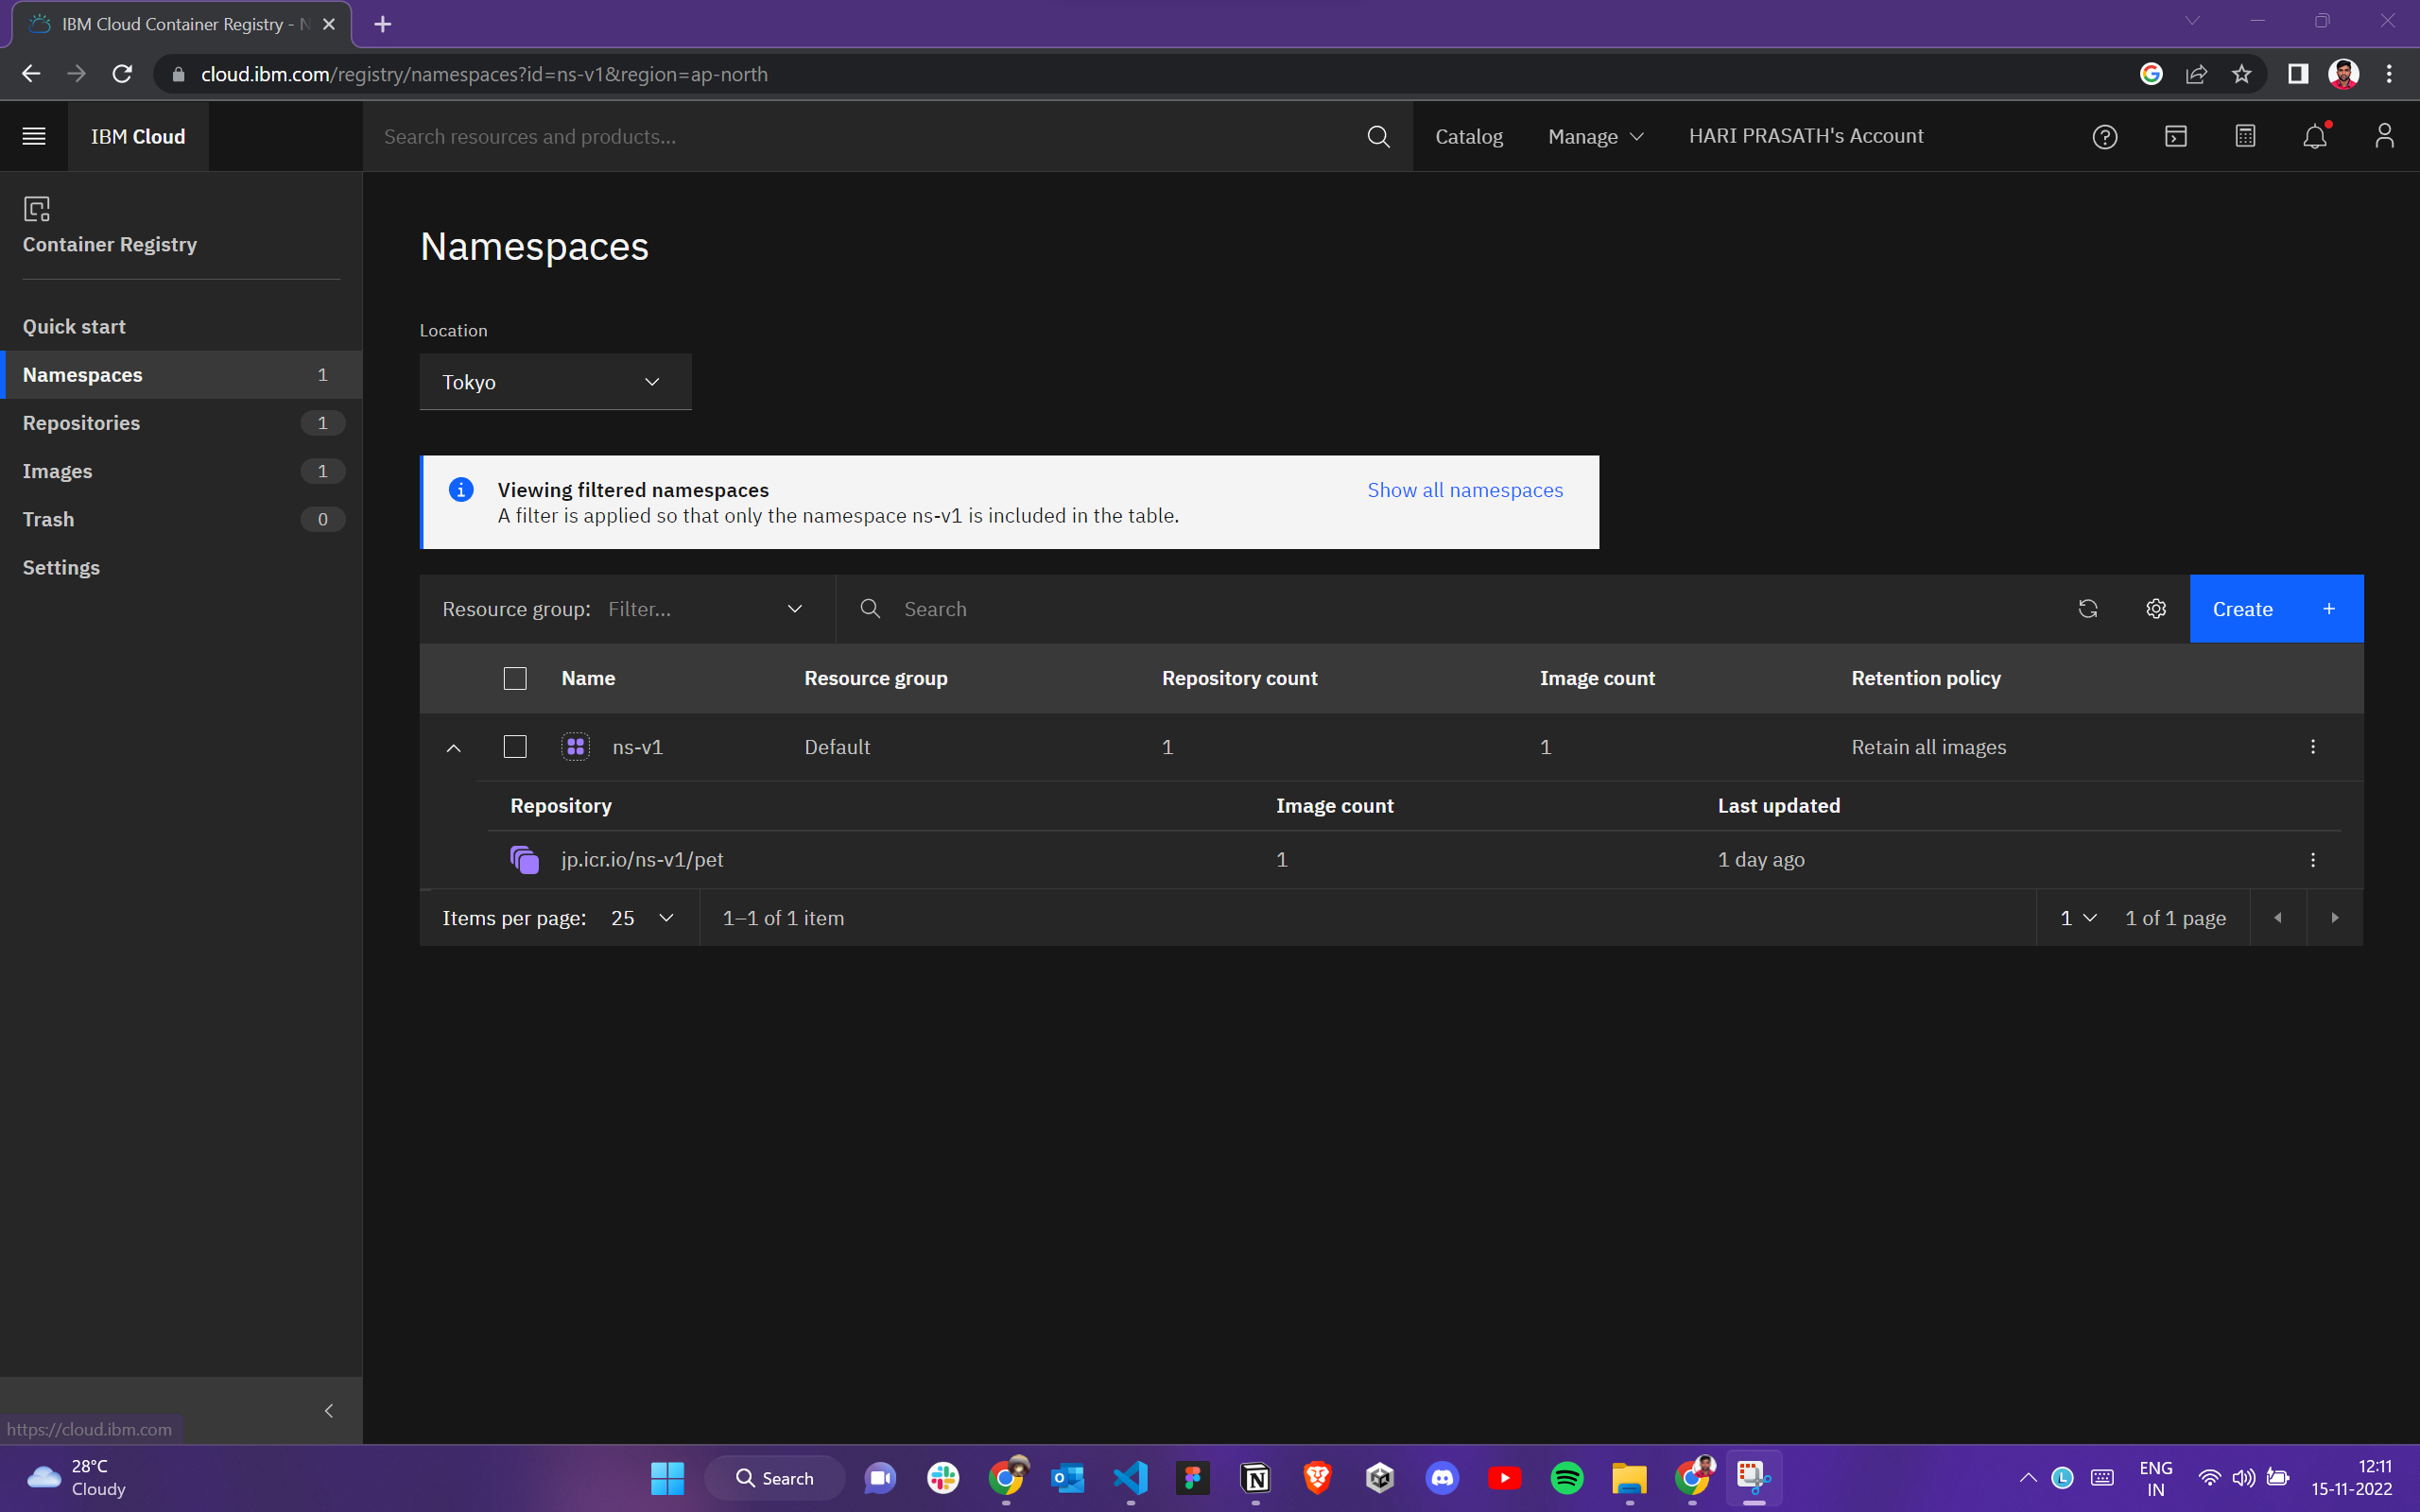 IBM Cloud Container Registry - N
cloud.ibm.com/registry/namespaces?id=ns-v1&region=ap-north
IBM Cloud
Search resources and products...
Catalog
Manage
HARI PRASATH's Account
Container Registry
Quick start
Namespaces 1
Repositories 1
Images 1
Trash 0
Settings
Namespaces
Location
Tokyo
Viewing filtered namespaces
Show all namespaces
A filter is applied so that only the namespace ns-v1 is included in the table.
Resource group: Filter...
Search
Create
Name Resource group Repository count Image count Retention policy
ns-v1 Default 1 1 Retain all images
Repository Image count Last updated
jp.icr.io/ns-v1/pet 1 1 day ago
Items per page: 25 1–1 of 1 item 1 1 of 1 page
https://cloud.ibm.com
28°C
Cloudy
Search
ENG
IN
12:11
15-11-2022